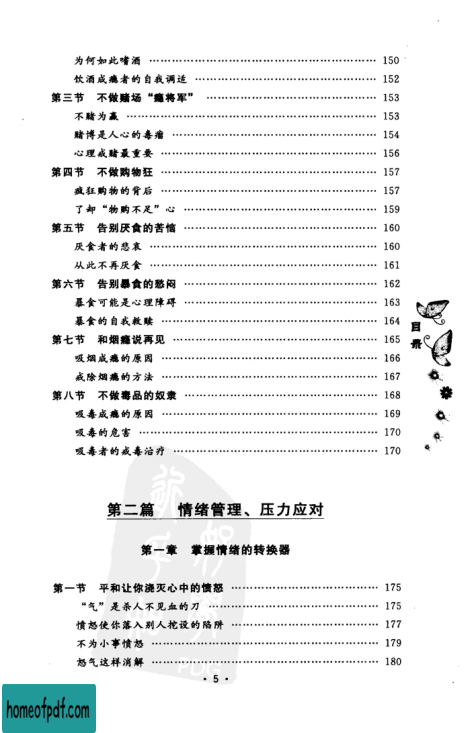 为何如此嗜酒 …… 150
饮酒成瘾者的自我调适 …… 152
第三节 不做赌场“瘾将军” …… 153
不赌为赢 …… 153
赌博是人心的毒瘤 …… 154
心理戒赌最重要 …… 156
第四节 不做购物狂 …… 157
疯狂购物的背后 …… 157
了却“物购不足”心 …… 159
第五节 告别厌食的苦恼 …… 160
厌食者的悲哀 …… 160
从此不再厌食 …… 161
第六节 告别暴食的愁闷 …… 162
暴食可能是心理障碍 …… 163
暴食的自我救赎 …… 164
第七节 和烟瘾说再见 …… 165
吸烟成瘾的原因 …… 166
戒除烟瘾的方法 …… 167
第八节 不做毒品的奴隶 …… 168
吸毒成瘾的原因 …… 169
吸毒的危害 …… 170
吸毒者的戒毒治疗 …… 170
目录
第二篇 情绪管理、压力应对
第一章 掌握情绪的转换器
第一节 平和让你浇灭心中的愤怒 …… 175
“气”是杀人不见血的刀 …… 175
愤怒使你落入别人挖设的陷阱 …… 177
不为小事愤怒 …… 179
怒气这样消解 …… 180
PDG
· 5 ·
homeofpdf.com